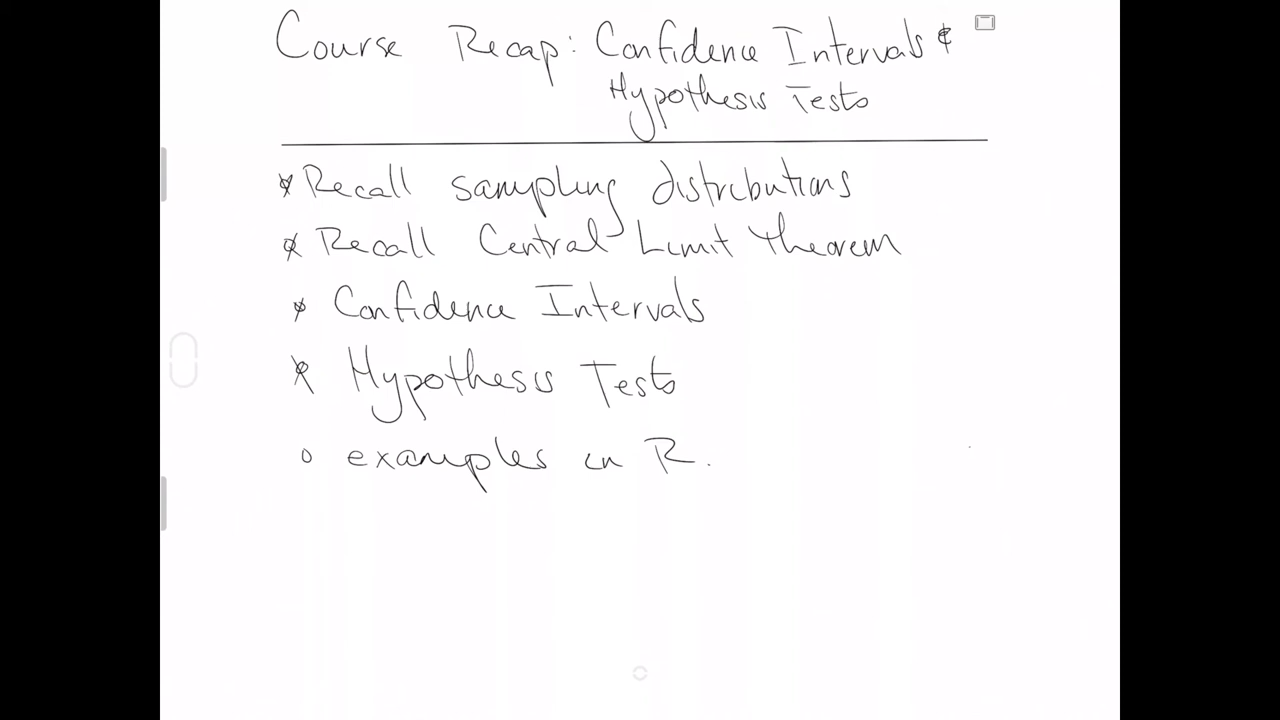 Course Recap: Confidence Intervals &
Hypothesis Tests
* Recall sampling distributions
* Recall Central Limit Theorem
* Confidence Intervals
* Hypothesis Tests
o examples in R.